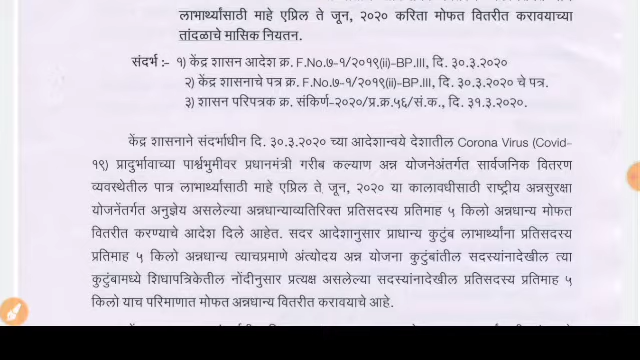 लाभार्थ्यांसाठी माहे एप्रिल ते जून, २०२० करिता मोफत वितरीत करावयाच्या
तांदळाचे मासिक नियतन.
संदर्भ :- १) केंद्र शासन आदेश क्र. F.No.७-१/२०१९(ii)-BP.III, दि. ३०.३.२०२०
२) केंद्र शासनाचे पत्र क्र. F.No.७-१/२०१९(ii)-BP.III, दि. ३०.३.२०२० चे पत्र.
३) शासन परिपत्रक क्र. संकिर्ण-२०२०/प्र.क्र.५६/सं.क., दि. ३१.३.२०२०.
केंद्र शासनाने संदर्भाधीन दि. ३०.३.२०२० च्या आदेशान्वये देशातील Corona Virus (Covid-
१९) प्रादुर्भावाच्या पार्श्वभुमीवर प्रधानमंत्री गरीब कल्याण अन्न योजनेअंतर्गत सार्वजनिक वितरण
व्यवस्थेतील पात्र लाभार्थ्यांसाठी माहे एप्रिल ते जून, २०२० या कालावधीसाठी राष्ट्रीय अन्नसुरक्षा
योजनेंतर्गत अनुज्ञेय असलेल्या अन्नधान्याव्यतिरिक्त प्रतिसदस्य प्रतिमाह ५ किलो अन्नधान्य मोफत
वितरीत करण्याचे आदेश दिले आहेत. सदर आदेशानुसार प्राधान्य कुटुंब लाभार्थ्यांना प्रतिसदस्य
प्रतिमाह ५ किलो अन्नधान्य त्याचप्रमाणे अंत्योदय अन्न योजना कुटुंबांतील सदस्यांनादेखील त्या
कुटुंबामध्ये शिधापत्रिकेतील नोंदीनुसार प्रत्यक्ष असलेल्या सदस्यांनादेखील प्रतिसदस्य प्रतिमाह ५
किलो याच परिमाणात मोफत अन्नधान्य वितरीत करावयाचे आहे.